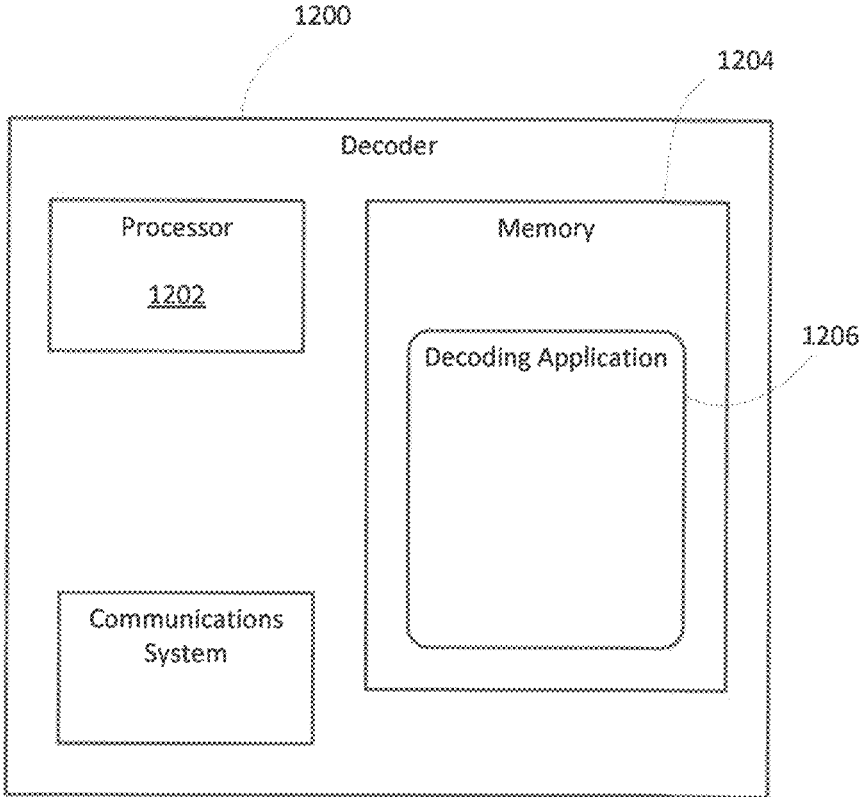 1200
1204
Decoder
Processor
Memory
1202
Decoding Application
1206
Communications
System